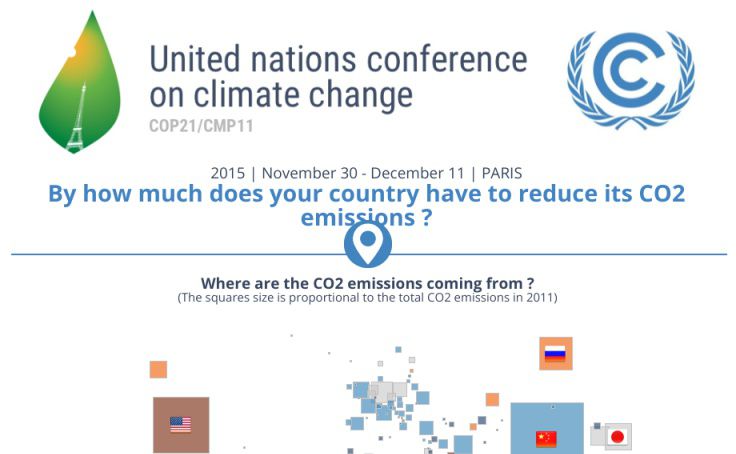 United nations conference
on climate change
COP21/CMP11
2015 | November 30 - December 11 | PARIS
By how much does your country have to reduce its CO2
emissions ?
Where are the CO2 emissions coming from ?
(The squares size is proportional to the total CO2 emissions in 2011)